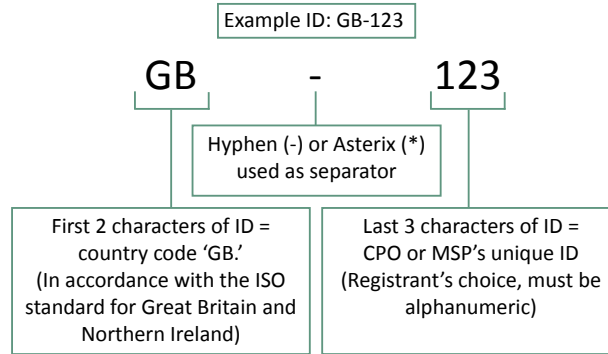 Example ID: GB-123
GB - 123
Hyphen (-) or Asterix (*)
used as separator
First 2 characters of ID =
country code ‘GB.’
(In accordance with the ISO
standard for Great Britain and
Northern Ireland)
Last 3 characters of ID =
CPO or MSP’s unique ID
(Registrant’s choice, must be
alphanumeric)